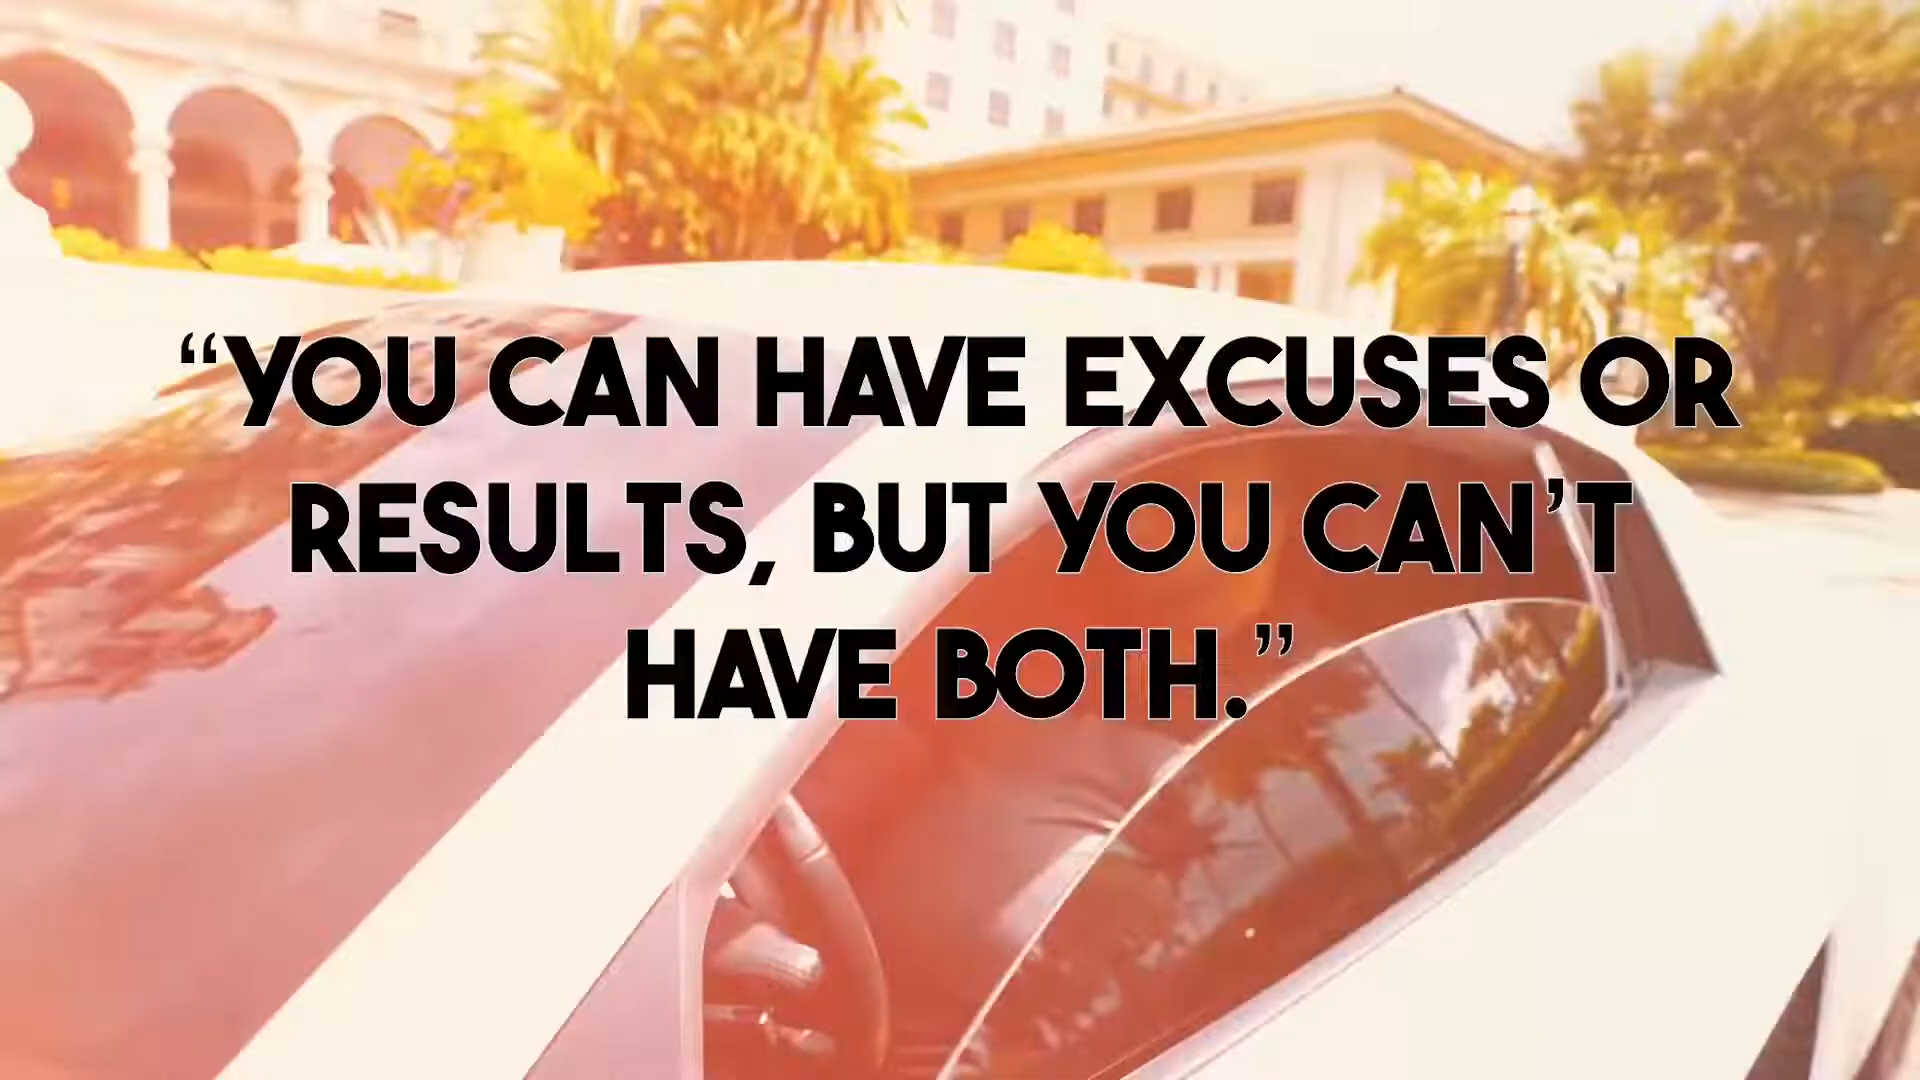 “YOU CAN HAVE EXCUSES OR
RESULTS, BUT YOU CAN’T
HAVE BOTH.”